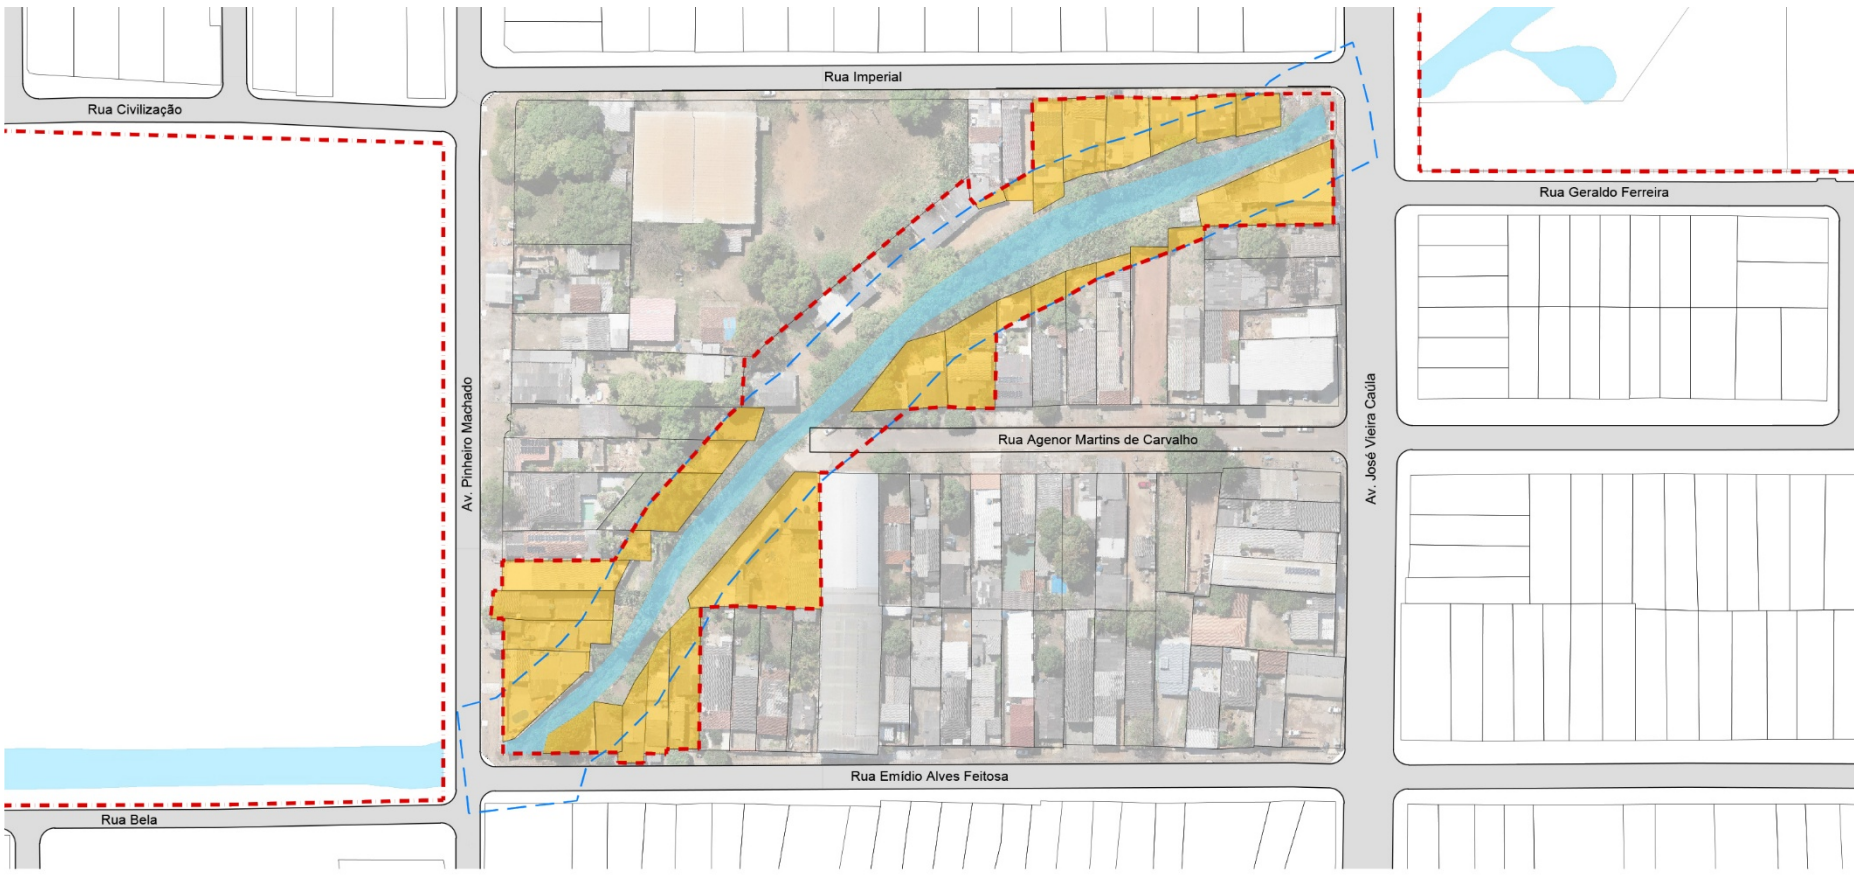 Rua Imperial
Rua Civilização
Rua Geraldo Ferreira
Av. Pinheiro Machado
Av. José Vieira Caúla
Rua Agenor Martins de Carvalho
Rua Emídio Alves Feitosa
Rua Bela